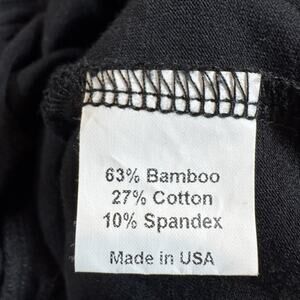 63% Bamboo
27% Cotton
10% Spandex
Made in USA